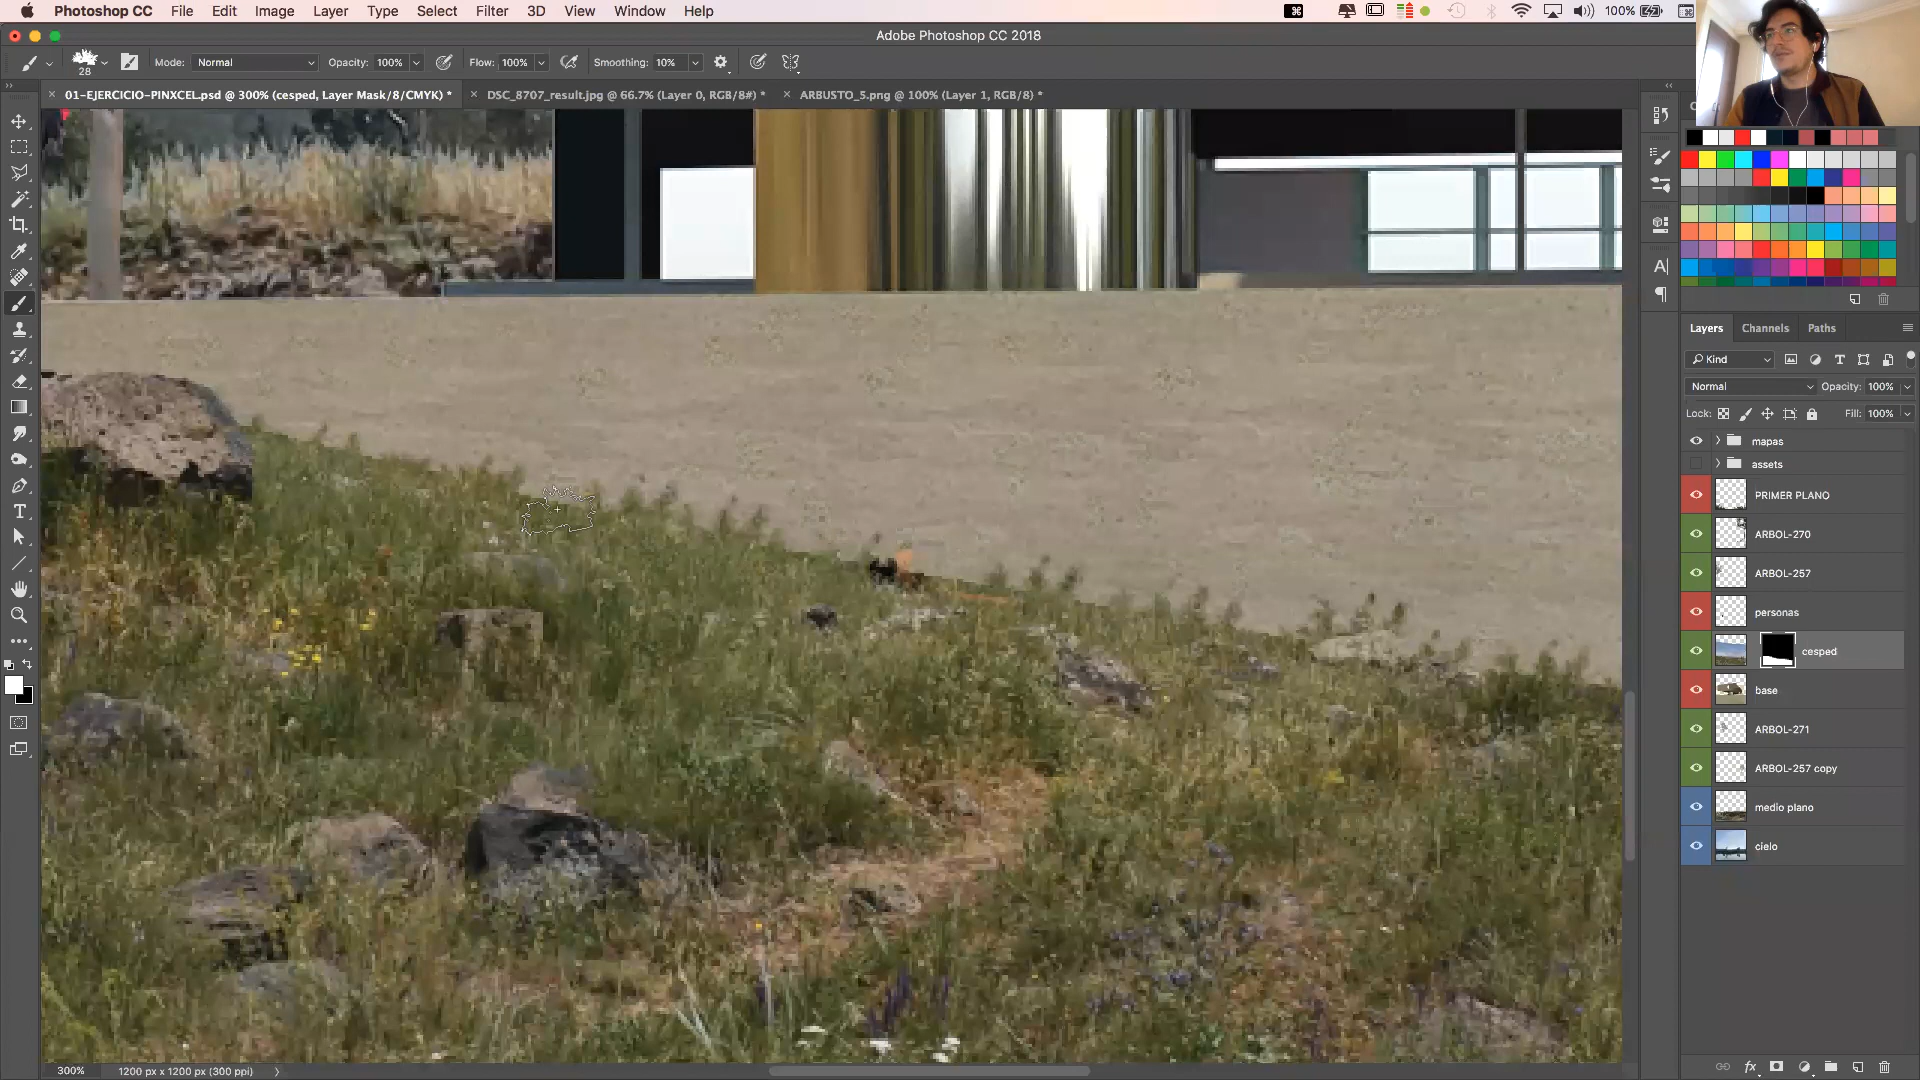 Photoshop CC File Edit Image Layer Type Select Filter 3D View Window Help 100%
Adobe Photoshop CC 2018
28 Mode: Normal Opacity: 100% Flow: 100% Smoothing: 10%
01-EJERCICIO-PINXCEL.psd @ 300% (cesped, Layer Mask/8/CMYK) * DSC_8707_result.jpg @ 66.7% (Layer 0, RGB/8#) * ARBUSTO_5.png @ 100% (Layer 1, RGB/8) *
Layers Channels Paths
Kind
Normal Opacity: 100%
Lock: Fill: 100%
mapas
assets
PRIMER PLANO
ARBOL-270
ARBOL-257
personas
cesped
base
ARBOL-271
ARBOL-257 copy
medio plano
cielo
300% 1200 px x 1200 px (300 ppi)